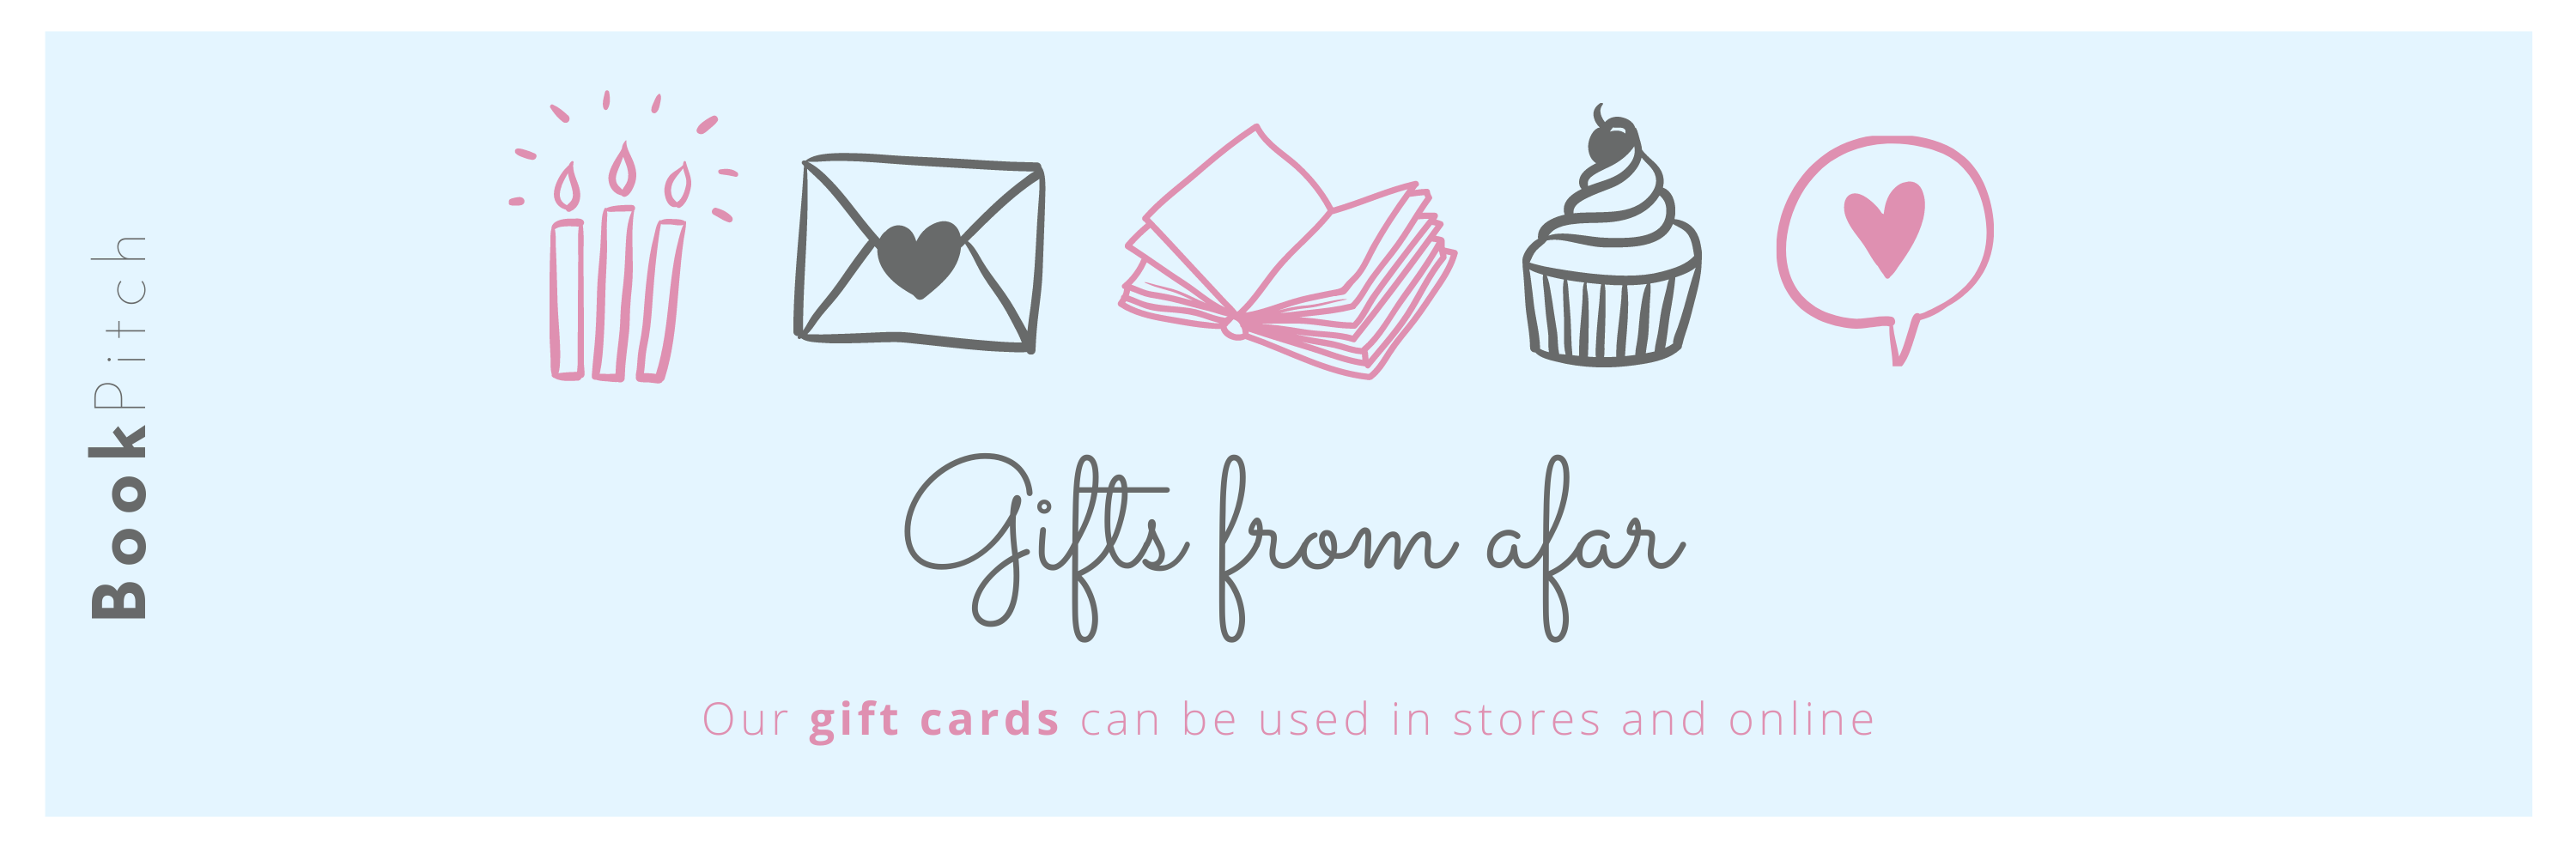 BookPitch
Gifts from afar
Our gift cards can be used in stores and online